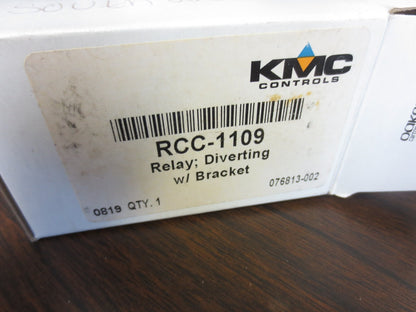 KMC
CONTROLS
RCC-1109
Relay; Diverting
w/ Bracket
076813-002
0819 QTY. 1